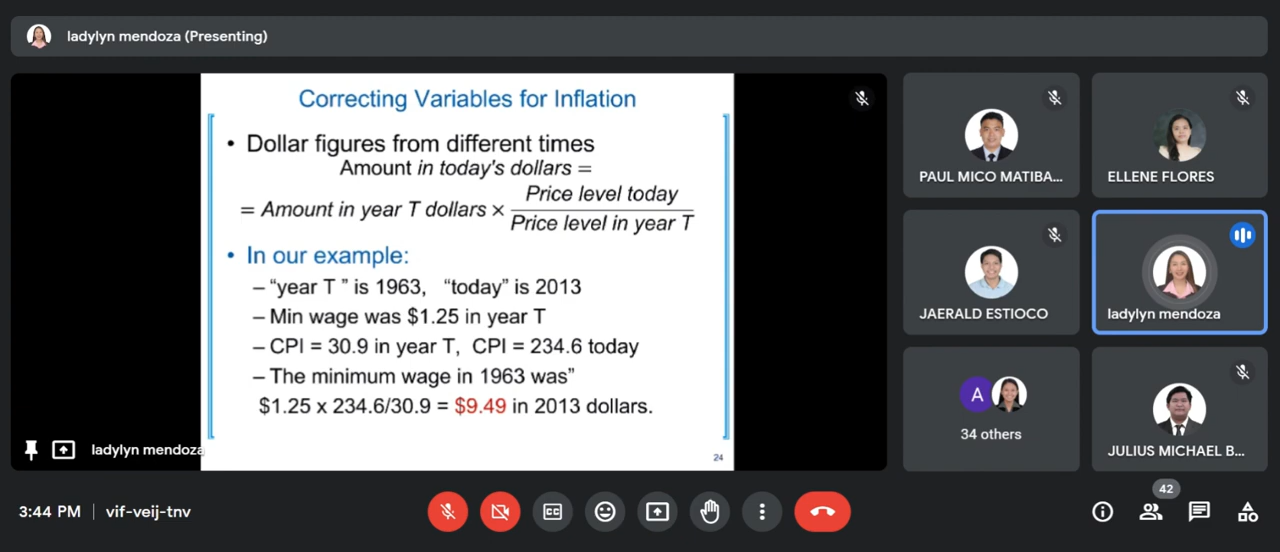 ladylyn mendoza (Presenting)
Correcting Variables for Inflation
• Dollar figures from different times
Amount in today's dollars =
= Amount in year T dollars × Price level today
Price level in year T
• In our example:
– "year T " is 1963, "today" is 2013
– Min wage was $1.25 in year T
– CPI = 30.9 in year T, CPI = 234.6 today
– The minimum wage in 1963 was"
$1.25 x 234.6/30.9 = $9.49 in 2013 dollars.
24
ladylyn mendoza
PAUL MICO MATIBA...
ELLENE FLORES
JAERALD ESTIOCO
ladylyn mendoza
A
34 others
JULIUS MICHAEL B...
3:44 PM | vif-veij-tnv
CC
42